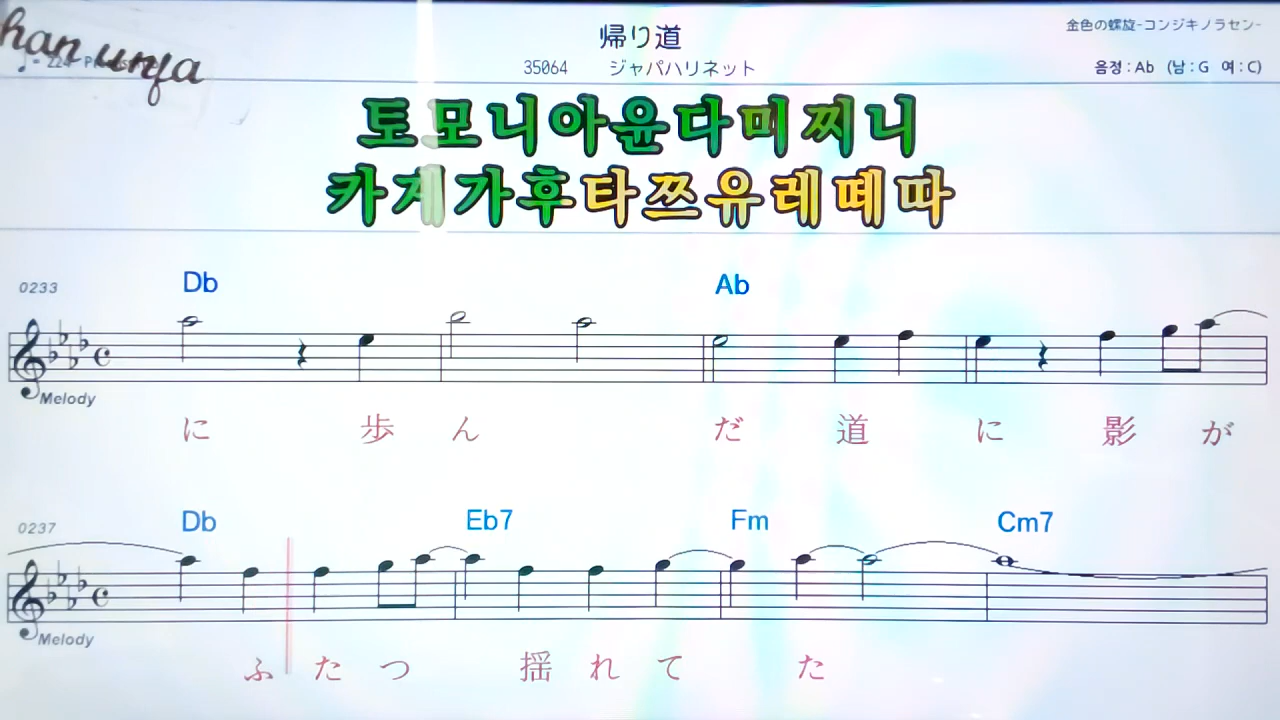 han unfa
金色の螺旋-コンジキノラセン-
帰り道
35064 ジャパハリネット
음정:Ab (남:G 여:C)
토모니아윤다미찌니
카게가후타쯔유레떼따
0233 Db Ab
Melody
に 歩 ん だ 道 に 影 が
0237 Db Eb7 Fm Cm7
Melody
ふ た つ 揺 れ て た